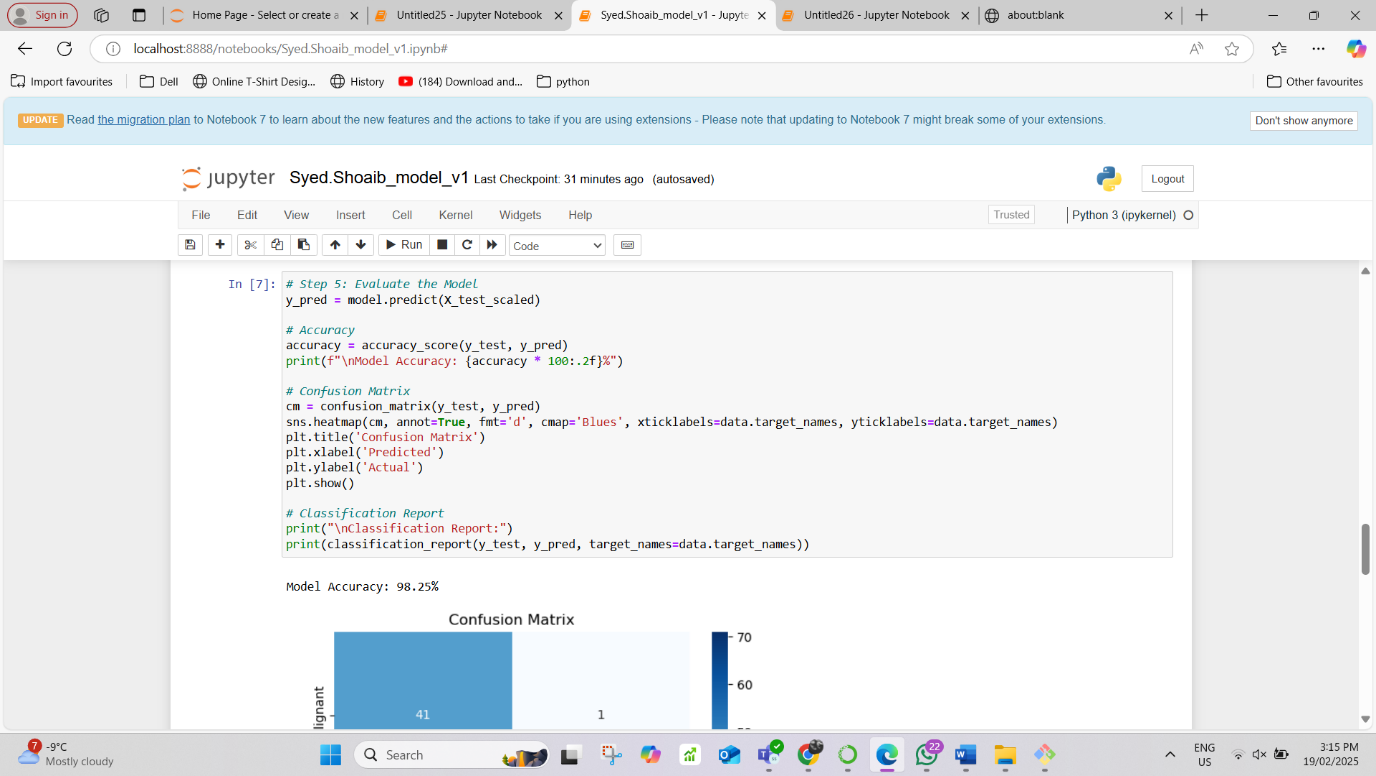 Sign in
Home Page - Select or create a
Untitled25 - Jupyter Notebook
Syed.Shoaib_model_v1 - Jupyte
Untitled26 - Jupyter Notebook
about:blank
localhost:8888/notebooks/Syed.Shoaib_model_v1.ipynb#
Import favourites
Dell
Online T-Shirt Desig...
History
(184) Download and...
python
Other favourites
UPDATE Read the migration plan to Notebook 7 to learn about the new features and the actions to take if you are using extensions - Please note that updating to Notebook 7 might break some of your extensions.
Don't show anymore
jupyter Syed.Shoaib_model_v1 Last Checkpoint: 31 minutes ago (autosaved)
Logout
File Edit View Insert Cell Kernel Widgets Help
Trusted
Python 3 (ipykernel)
Run
Code
In [7]: # Step 5: Evaluate the Model
y_pred = model.predict(X_test_scaled)
# Accuracy
accuracy = accuracy_score(y_test, y_pred)
print(f"\nModel Accuracy: {accuracy * 100:.2f}%")
# Confusion Matrix
cm = confusion_matrix(y_test, y_pred)
sns.heatmap(cm, annot=True, fmt='d', cmap='Blues', xticklabels=data.target_names, yticklabels=data.target_names)
plt.title('Confusion Matrix')
plt.xlabel('Predicted')
plt.ylabel('Actual')
plt.show()
# Classification Report
print("\nClassification Report:")
print(classification_report(y_test, y_pred, target_names=data.target_names))
Model Accuracy: 98.25%
Confusion Matrix
70
60
lignant
41
1
7
-9°C
Mostly cloudy
Search
22
ENG
US
3:15 PM
19/02/2025